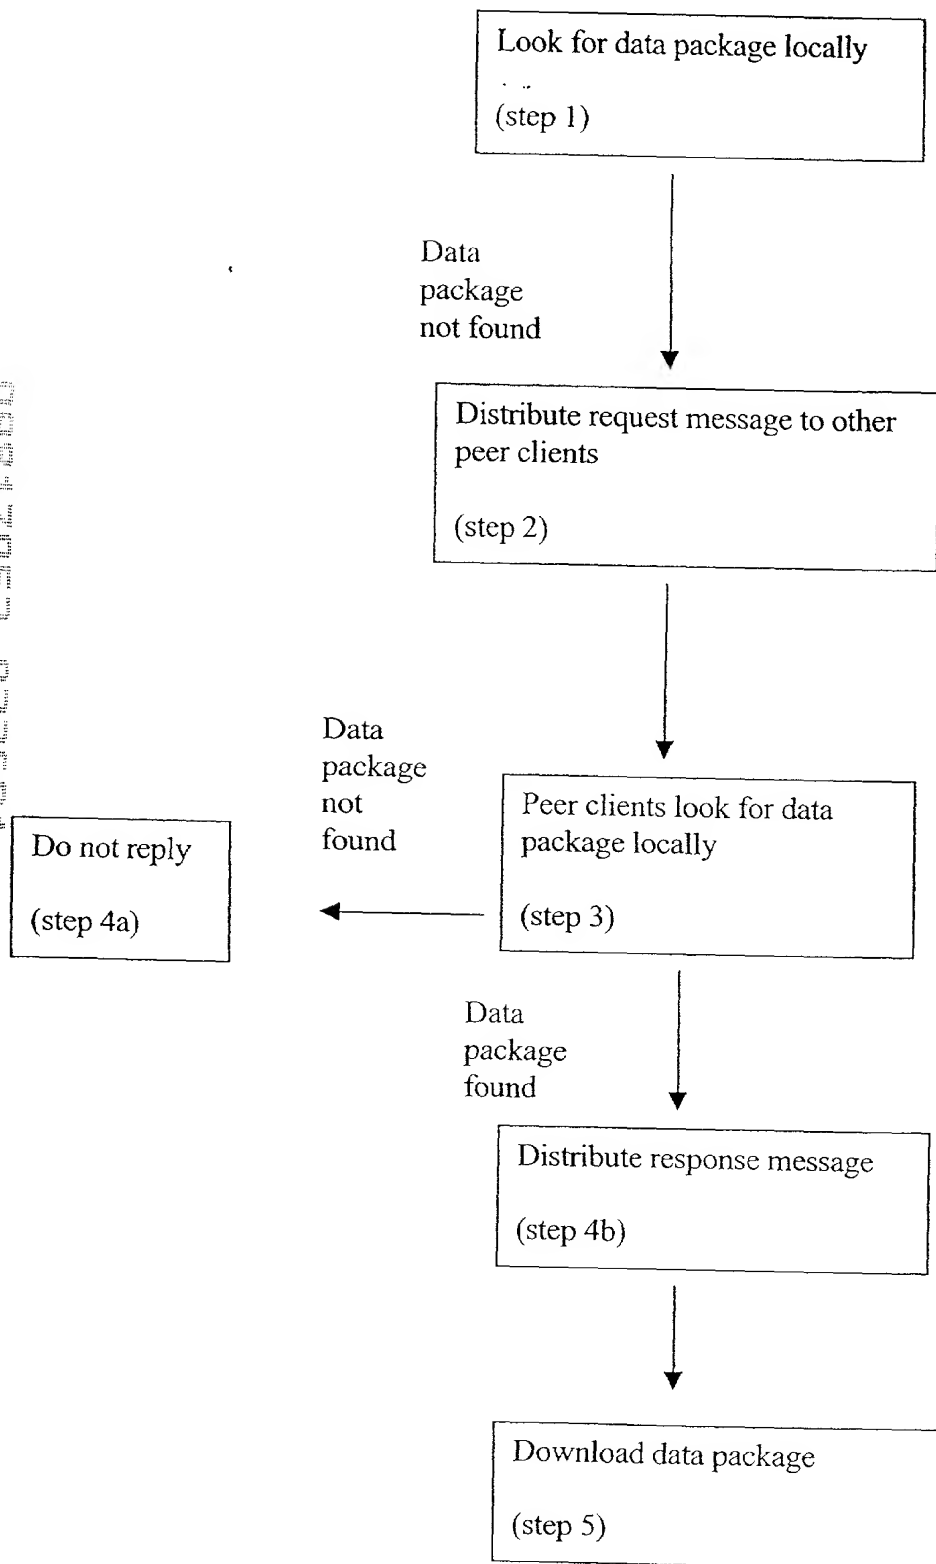 Look for data package locally
(step 1)
Data
package
not found
Distribute request message to other
peer clients
(step 2)
Data
package
not
found
Peer clients look for data
package locally
(step 3)
Do not reply
(step 4a)
Data
package
found
Distribute response message
(step 4b)
Download data package
(step 5)